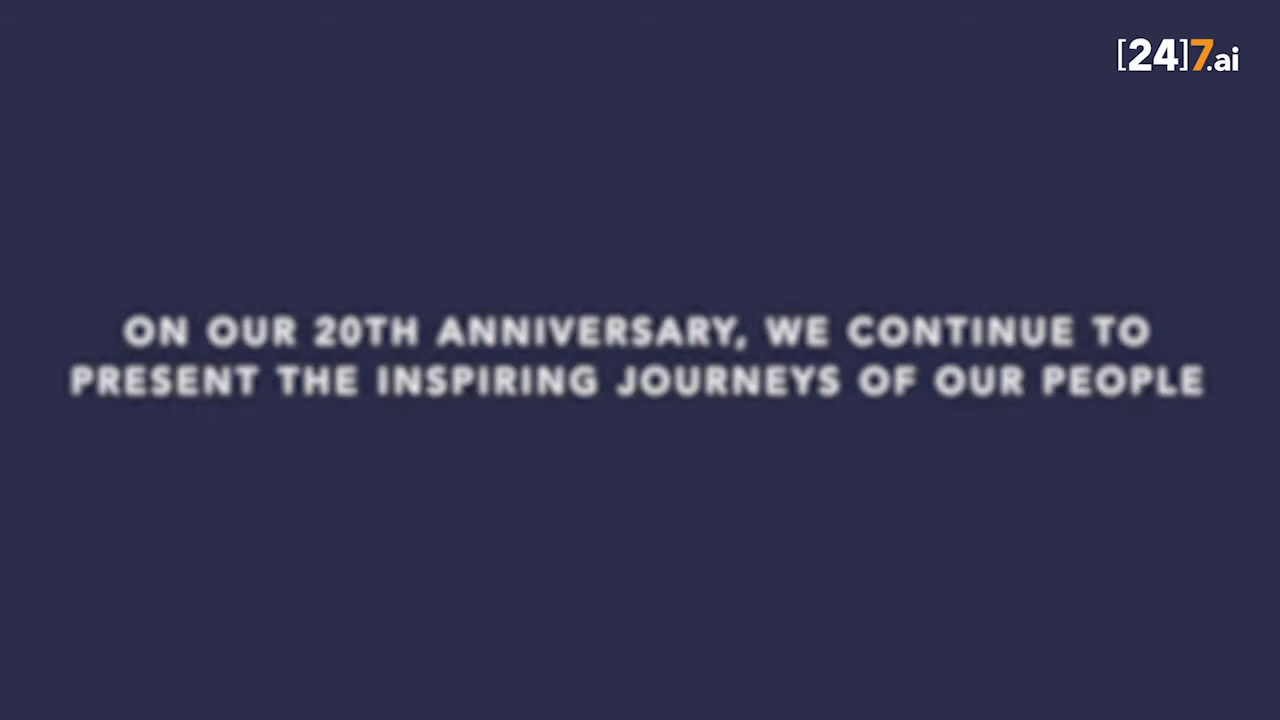 [24]7.ai
ON OUR 20TH ANNIVERSARY, WE CONTINUE TO
PRESENT THE INSPIRING JOURNEYS OF OUR PEOPLE